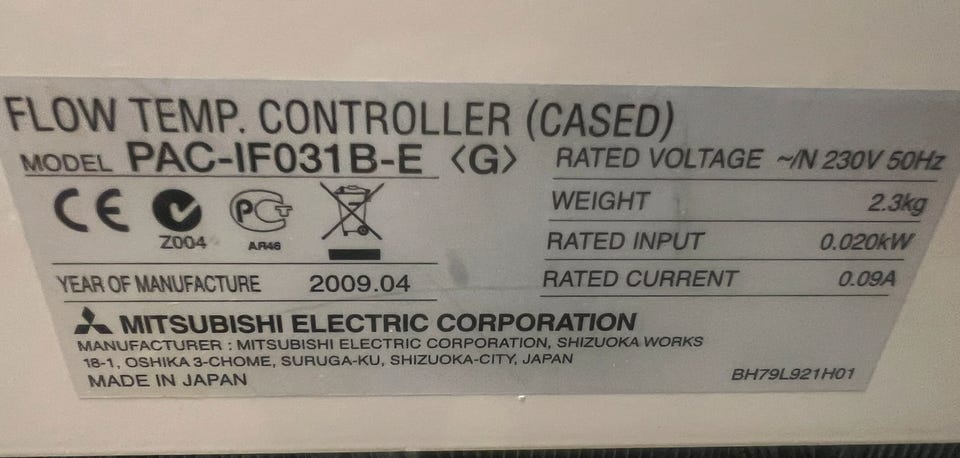 FLOW TEMP. CONTROLLER (CASED)
MODEL PAC-IF031B-E <G>
RATED VOLTAGE ~/N 230V 50Hz
WEIGHT 2.3kg
RATED INPUT 0.020kW
RATED CURRENT 0.09A
CE
Z004
PCT
AR46
YEAR OF MANUFACTURE 2009.04
MITSUBISHI ELECTRIC CORPORATION
MANUFACTURER : MITSUBISHI ELECTRIC CORPORATION, SHIZUOKA WORKS
18-1, OSHIKA 3-CHOME, SURUGA-KU, SHIZUOKA-CITY, JAPAN
MADE IN JAPAN
BH79L921H01